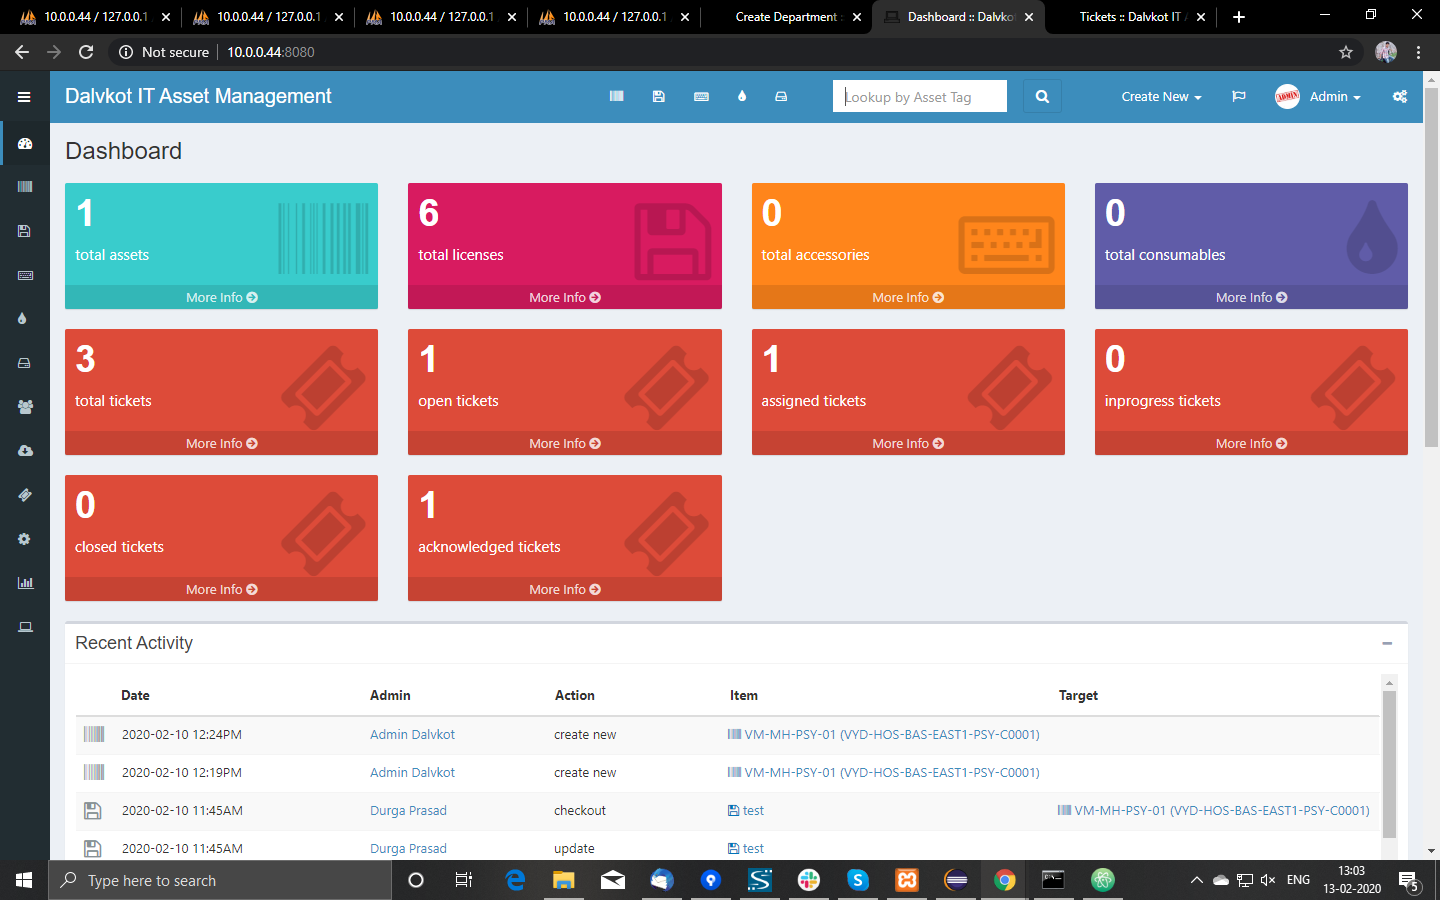 10.0.0.44 / 127.0.0.1 10.0.0.44 / 127.0.0.1 10.0.0.44 / 127.0.0.1 10.0.0.44 / 127.0.0.1 Create Department : Dashboard :: Dalvkot Tickets :: Dalvkot IT
Not secure 10.0.0.44:8080
Dalvkot IT Asset Management Lookup by Asset Tag Create New ADMIN Admin
Dashboard
1 6 0 0
total assets total licenses total accessories total consumables
More Info More Info More Info More Info
3 1 1 0
total tickets open tickets assigned tickets inprogress tickets
More Info More Info More Info More Info
0 1
closed tickets acknowledged tickets
More Info More Info
Recent Activity
Date Admin Action Item Target
2020-02-10 12:24PM Admin Dalvkot create new VM-MH-PSY-01 (VYD-HOS-BAS-EAST1-PSY-C0001)
2020-02-10 12:19PM Admin Dalvkot create new VM-MH-PSY-01 (VYD-HOS-BAS-EAST1-PSY-C0001)
2020-02-10 11:45AM Durga Prasad checkout test VM-MH-PSY-01 (VYD-HOS-BAS-EAST1-PSY-C0001)
2020-02-10 11:45AM Durga Prasad update test
Type here to search ENG 13:03 5
13-02-2020